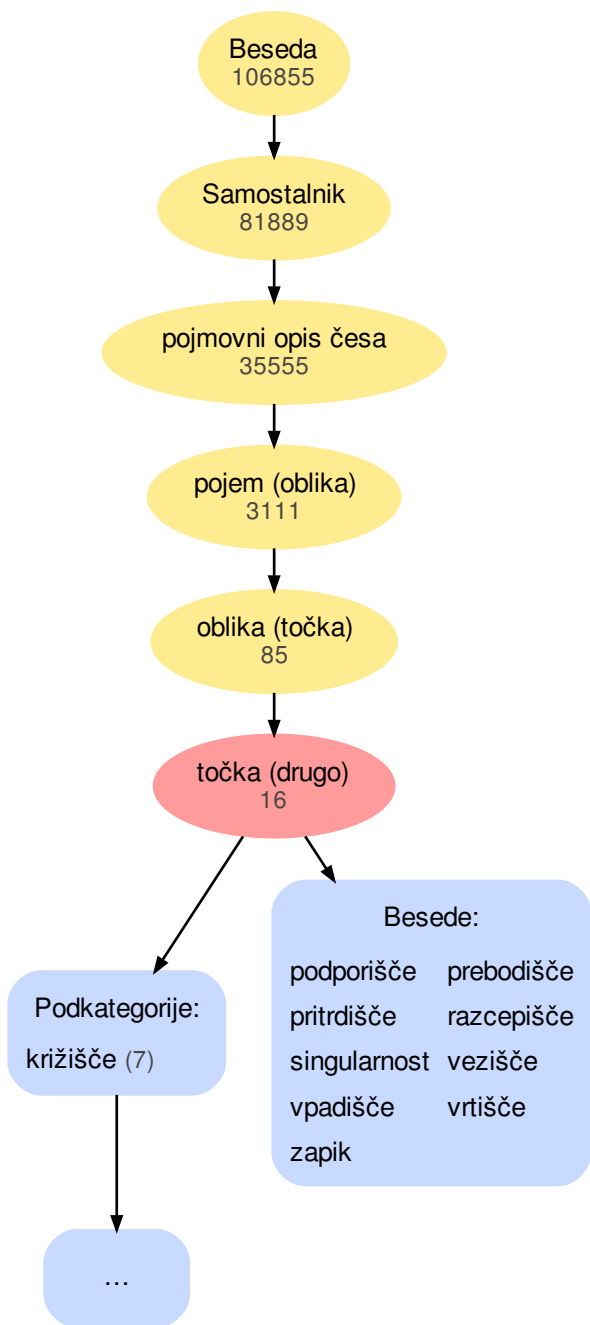 Beseda
106855
Samostalnik
81889
pojmovni opis česa
35555
pojem (oblika)
3111
oblika (točka)
85
točka (drugo)
16
Podkategorije:
križišče (7)
...
Besede:
podporišče prebodišče
pritrdišče razcepišče
singularnost vezišče
vpadišče vrtišče
zapik